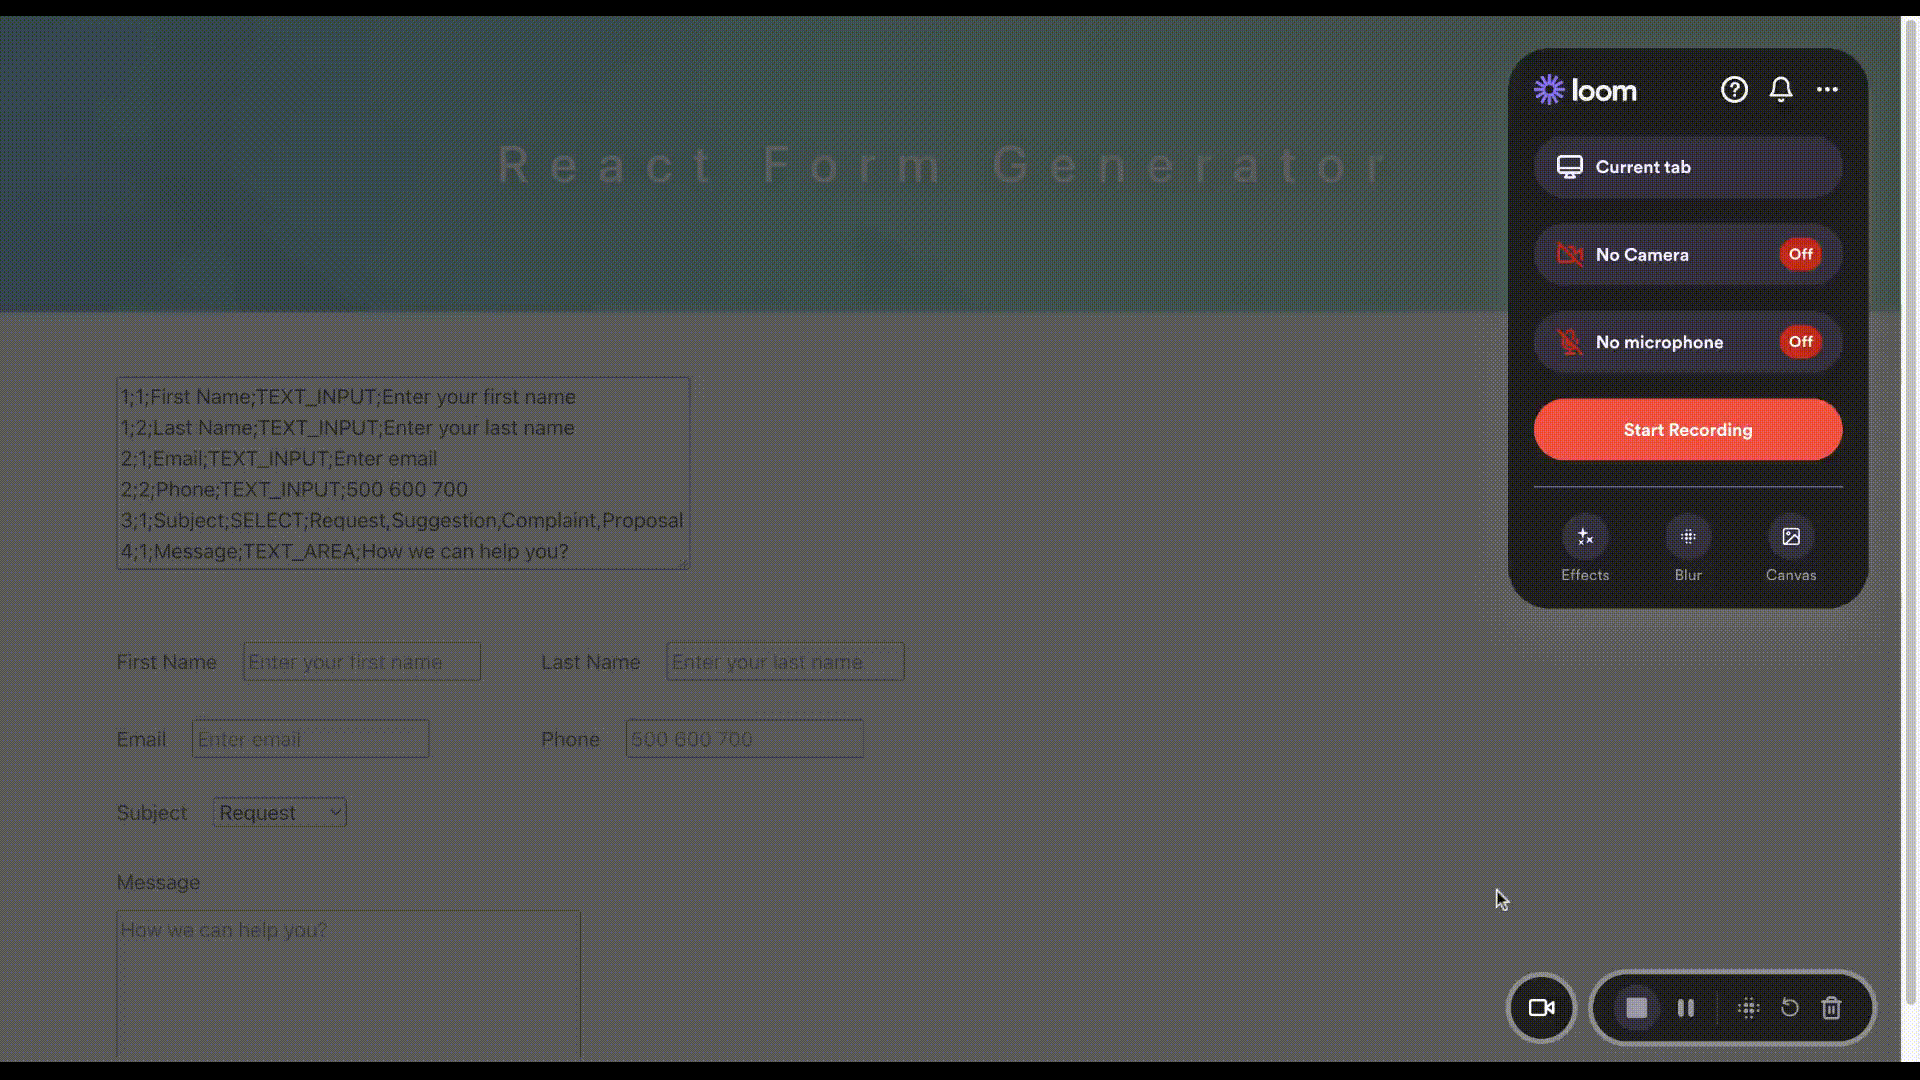 React Form Generator
1;1;First Name;TEXT_INPUT;Enter your first name
1;2;Last Name;TEXT_INPUT;Enter your last name
2;1;Email;TEXT_INPUT;Enter email
2;2;Phone;TEXT_INPUT;500 600 700
3;1;Subject;SELECT;Request,Suggestion,Complaint,Proposal
4;1;Message;TEXT_AREA;How we can help you?
First Name Enter your first name Last Name Enter your last name
Email Enter email Phone 500 600 700
Subject Request
Message
How we can help you?
loom
Current tab
No Camera Off
No microphone Off
Start Recording
Effects Blur Canvas